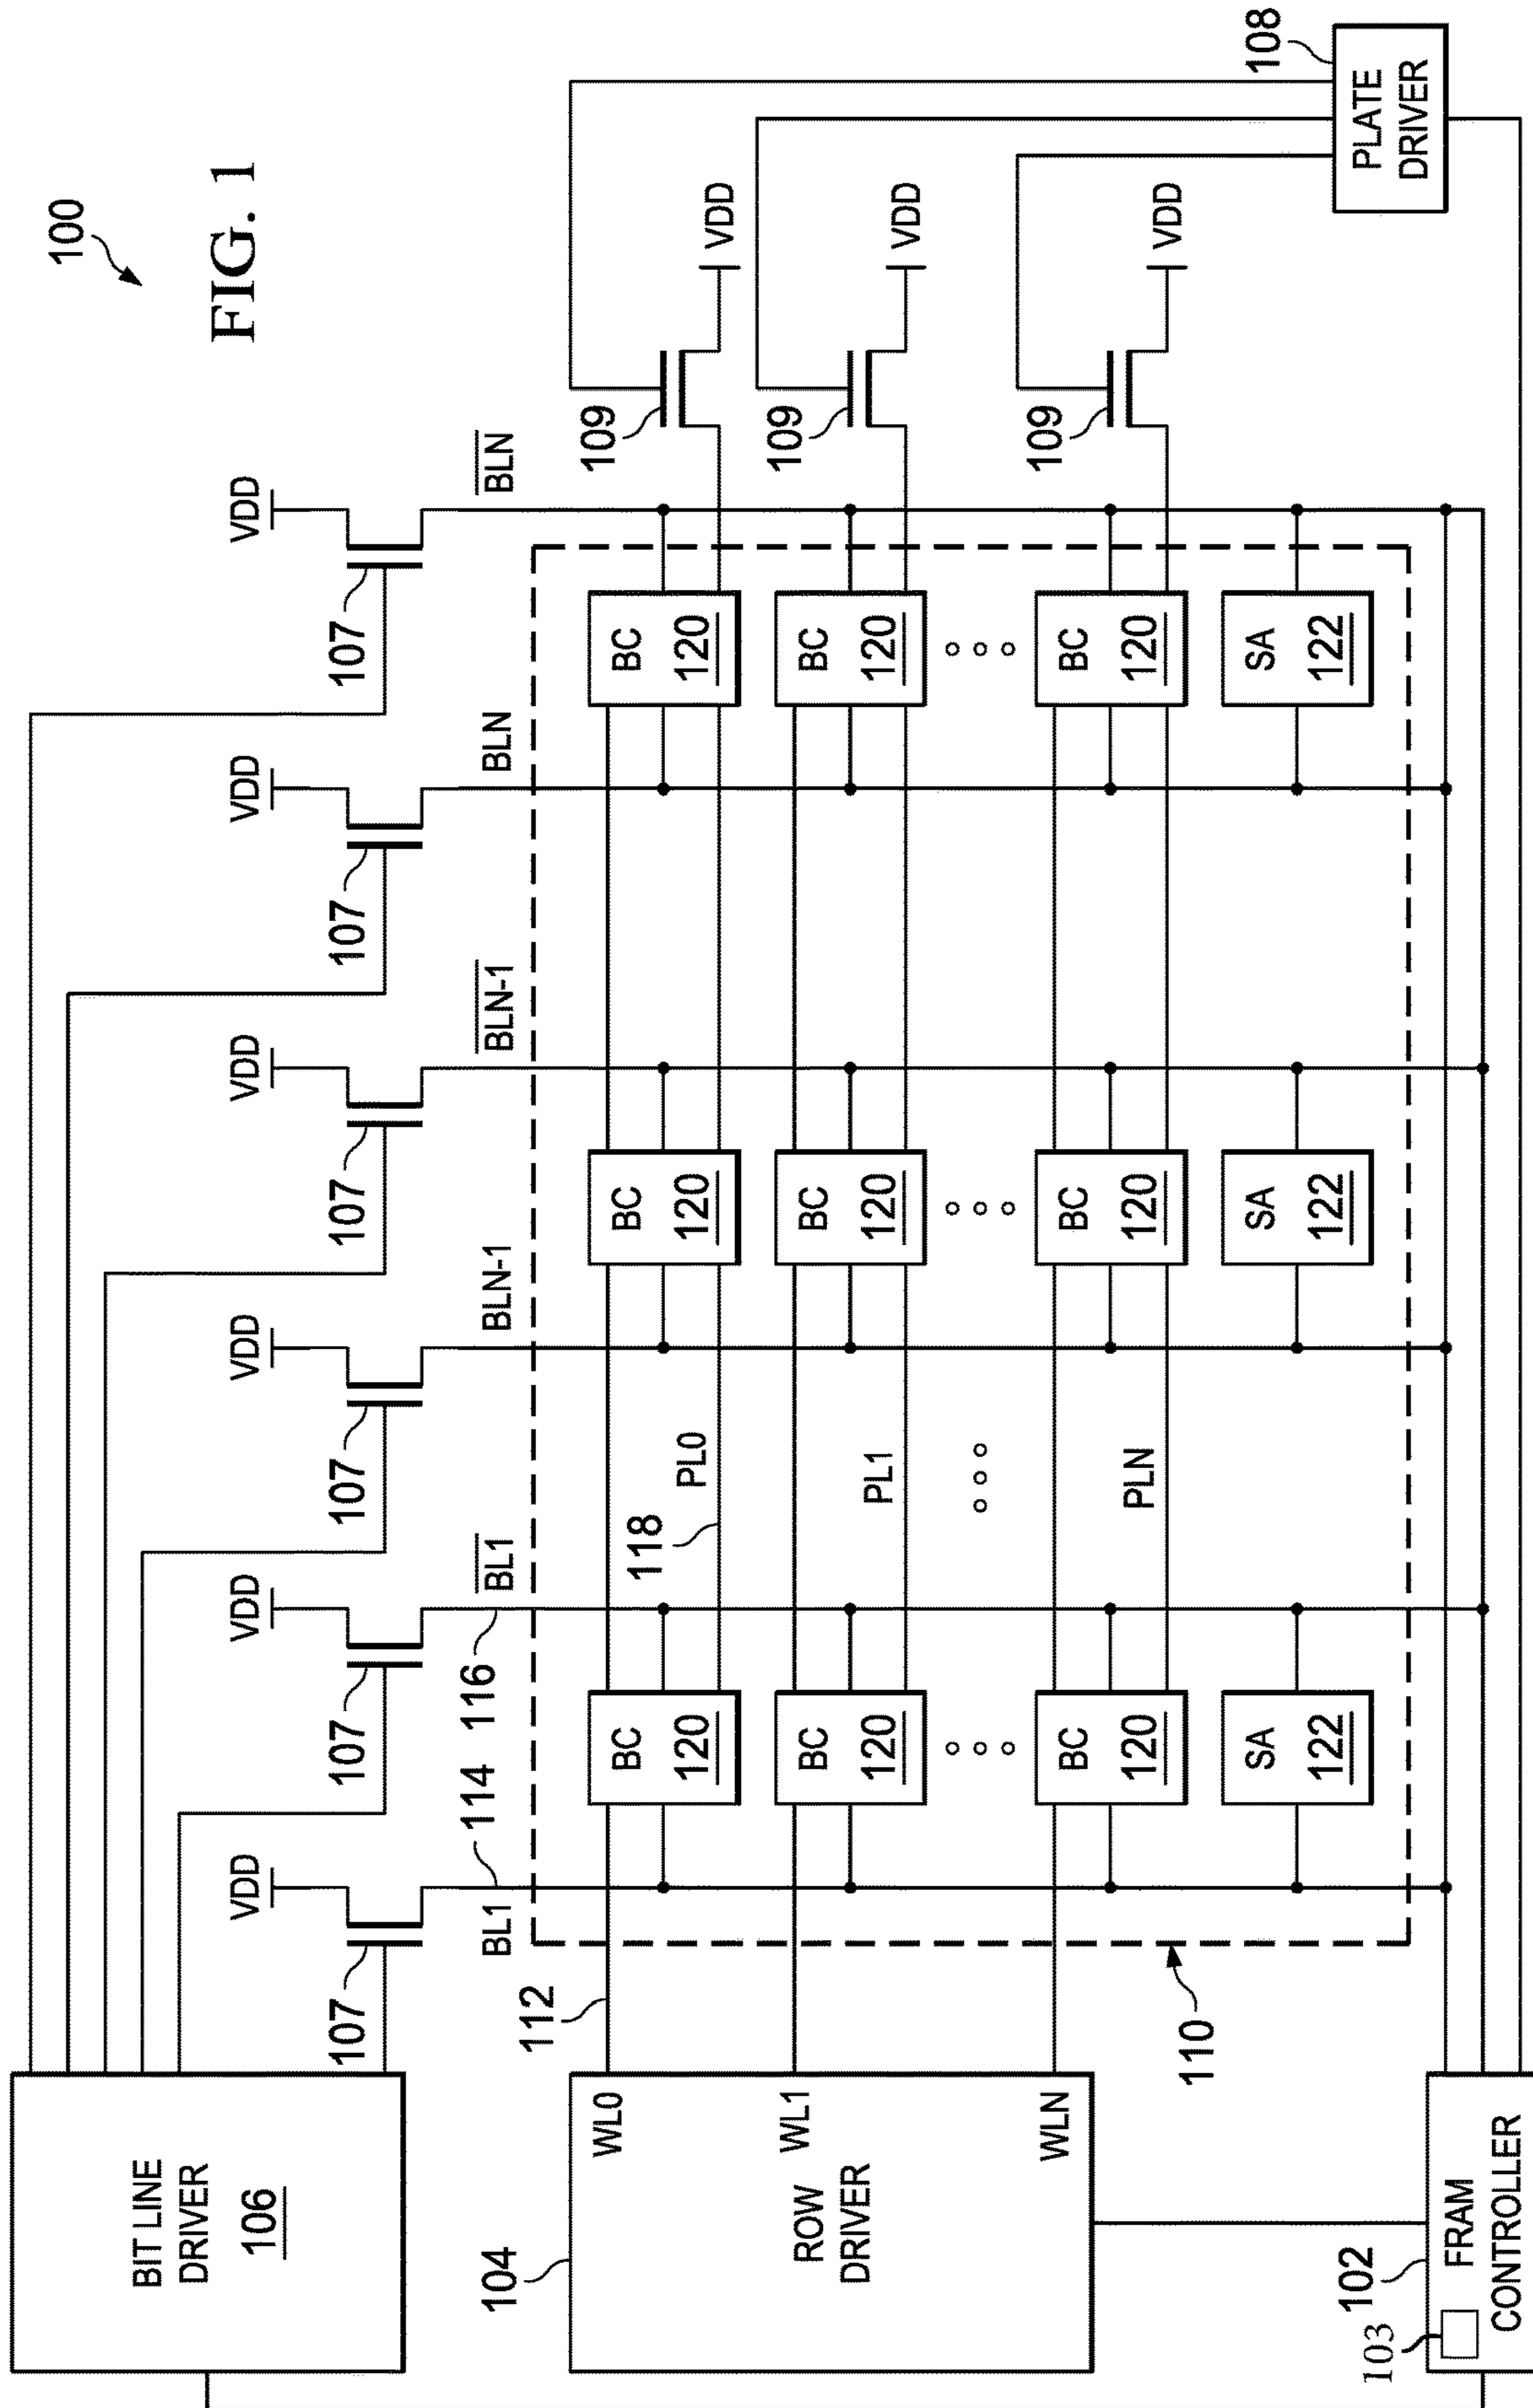 100
FIG. 1
BIT LINE
DRIVER
106
VDD
VDD
VDD
VDD
VDD
VDD
107
107
107
107
107
107
114
116
BL1
B̅L̅1̅
BLN-1
B̅L̅N̅-̅1̅
BLN
B̅L̅N̅
104
112
ROW
DRIVER
WL0
WL1
WLN
BC
120
BC
120
BC
120
118
PL0
109
VDD
BC
120
BC
120
BC
120
PL1
109
VDD
BC
120
BC
120
BC
120
PLN
109
VDD
110
SA
122
SA
122
SA
122
108
PLATE
DRIVER
103
102
FRAM
CONTROLLER